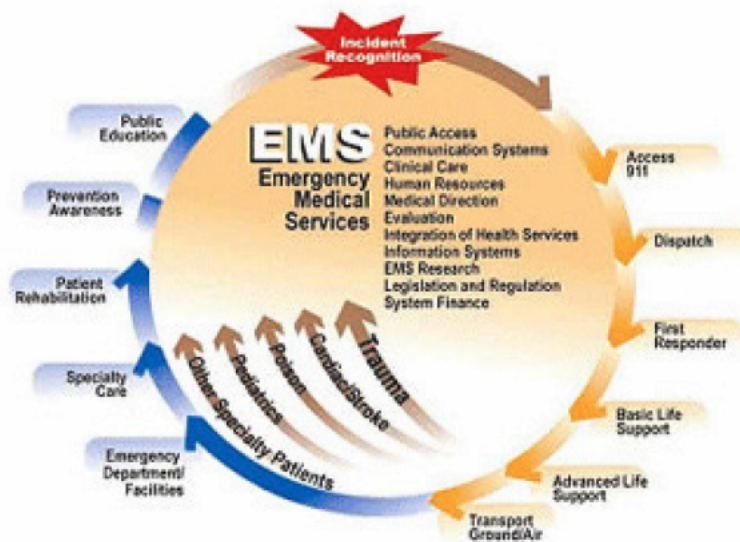 Incident
Recognition
EMS
Emergency
Medical
Services
Public Access
Communication Systems
Clinical Care
Human Resources
Medical Direction
Evaluation
Integration of Health Services
Information Systems
EMS Research
Legislation and Regulation
System Finance
Access
911
Dispatch
First
Responder
Basic Life
Support
Advanced Life
Support
Transport
Ground/Air
Emergency
Department/
Facilities
Specialty
Care
Patient
Rehabilitation
Prevention
Awareness
Public
Education
Other Specialty Patients
Pediatrics
Poison
Cardiac/Stroke
Trauma